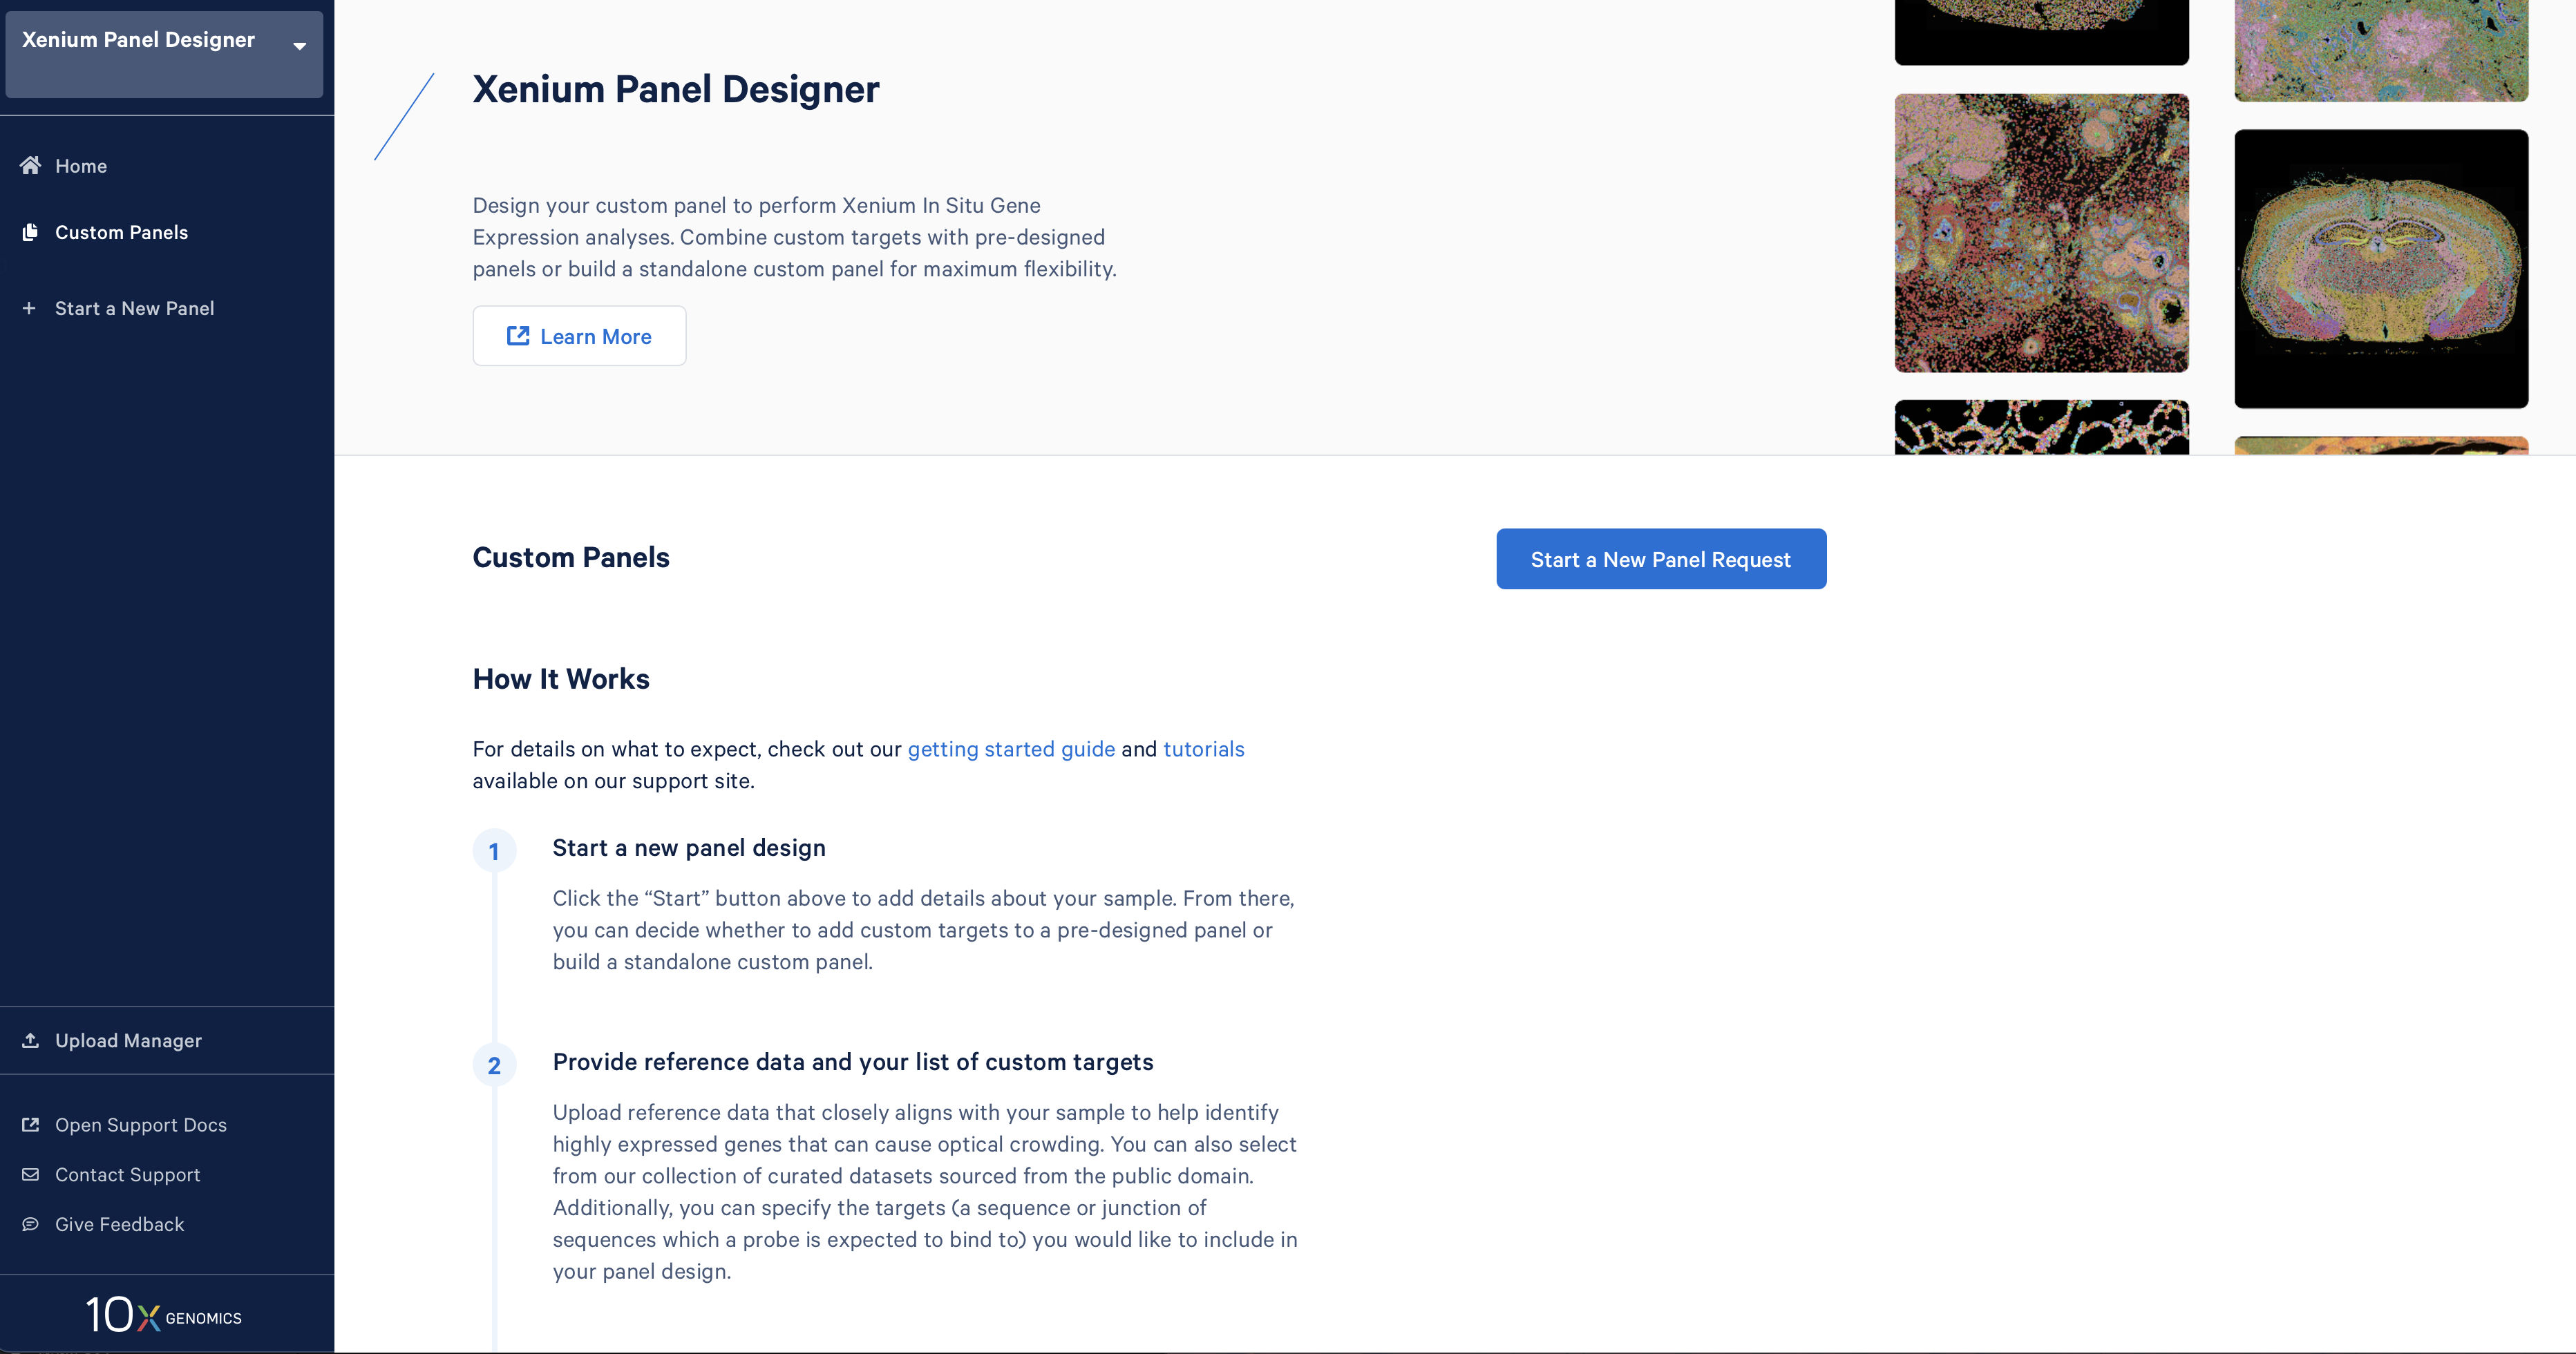 Xenium Panel Designer
Home
Custom Panels
Start a New Panel
Upload Manager
Open Support Docs
Contact Support
Give Feedback
10X GENOMICS
Xenium Panel Designer
Design your custom panel to perform Xenium In Situ Gene
Expression analyses. Combine custom targets with pre-designed
panels or build a standalone custom panel for maximum flexibility.
Learn More
Custom Panels
Start a New Panel Request
How It Works
For details on what to expect, check out our getting started guide and tutorials
available on our support site.
1
Start a new panel design
Click the “Start” button above to add details about your sample. From there,
you can decide whether to add custom targets to a pre-designed panel or
build a standalone custom panel.
2
Provide reference data and your list of custom targets
Upload reference data that closely aligns with your sample to help identify
highly expressed genes that can cause optical crowding. You can also select
from our collection of curated datasets sourced from the public domain.
Additionally, you can specify the targets (a sequence or junction of
sequences which a probe is expected to bind to) you would like to include in
your panel design.